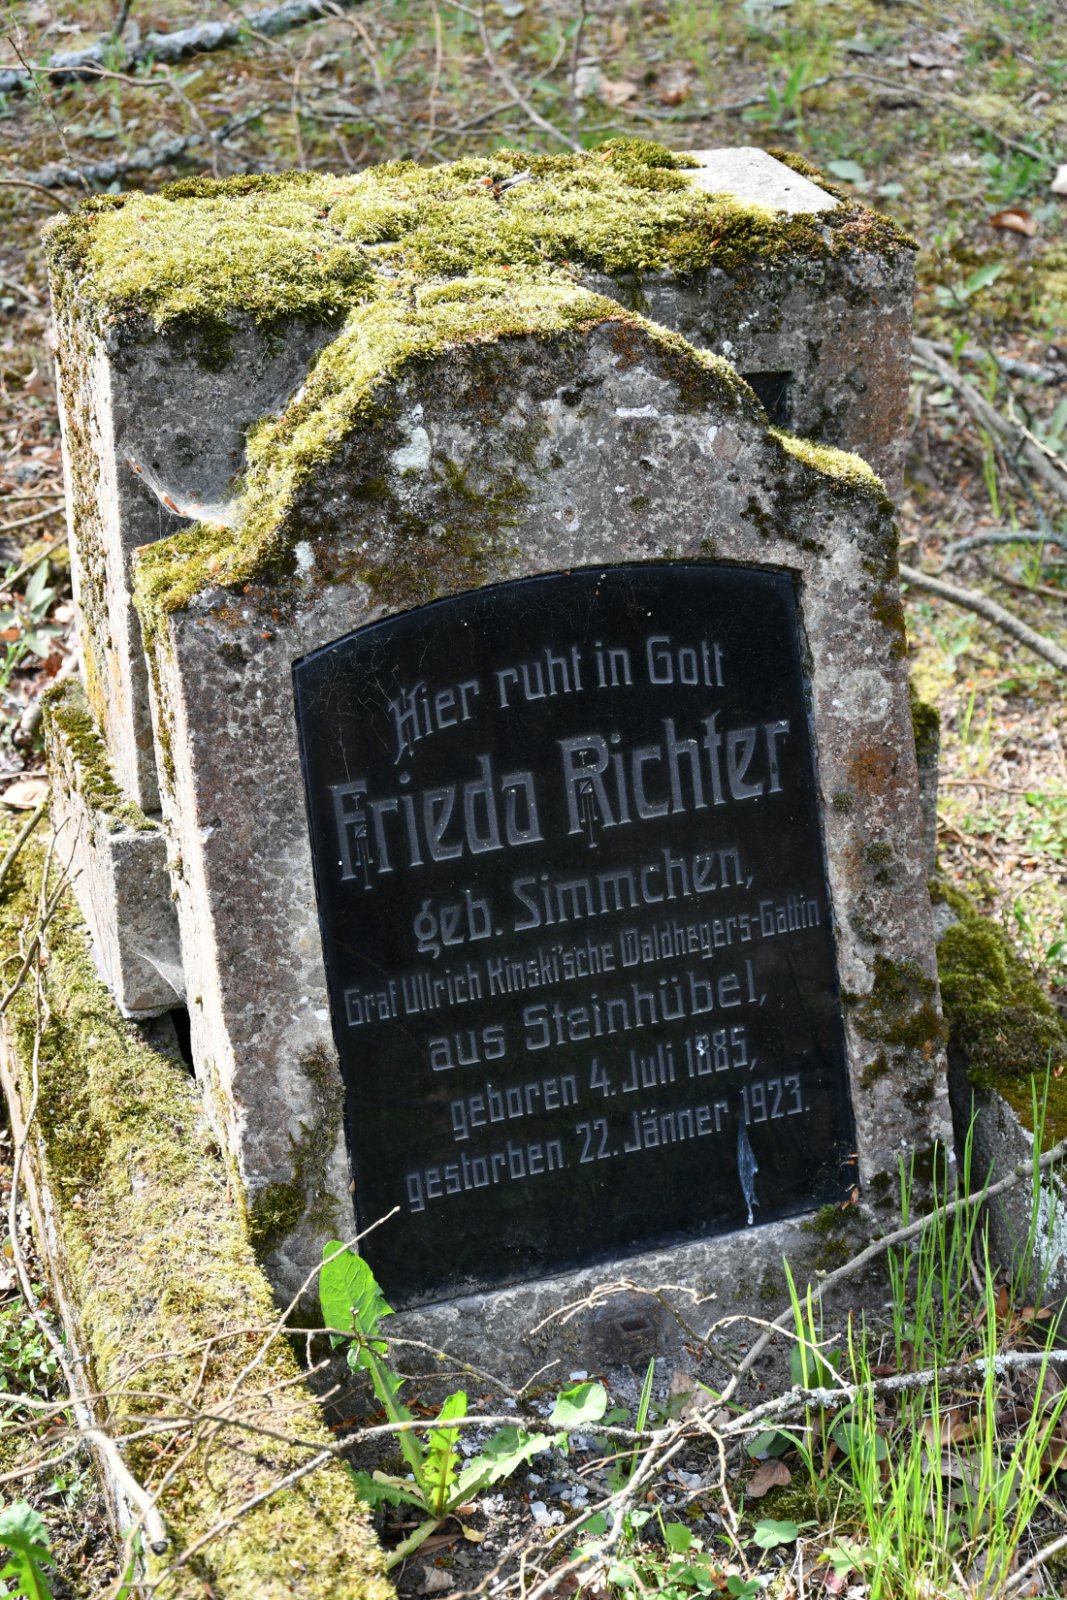 Hier ruht in Gott
Frieda Richter
geb. Simmchen,
Graf Ullrich Kinski'sche Waldhegers-Gattin
aus Steinhübel,
geboren 4. Juli 1885,
gestorben 22. Jänner 1923.